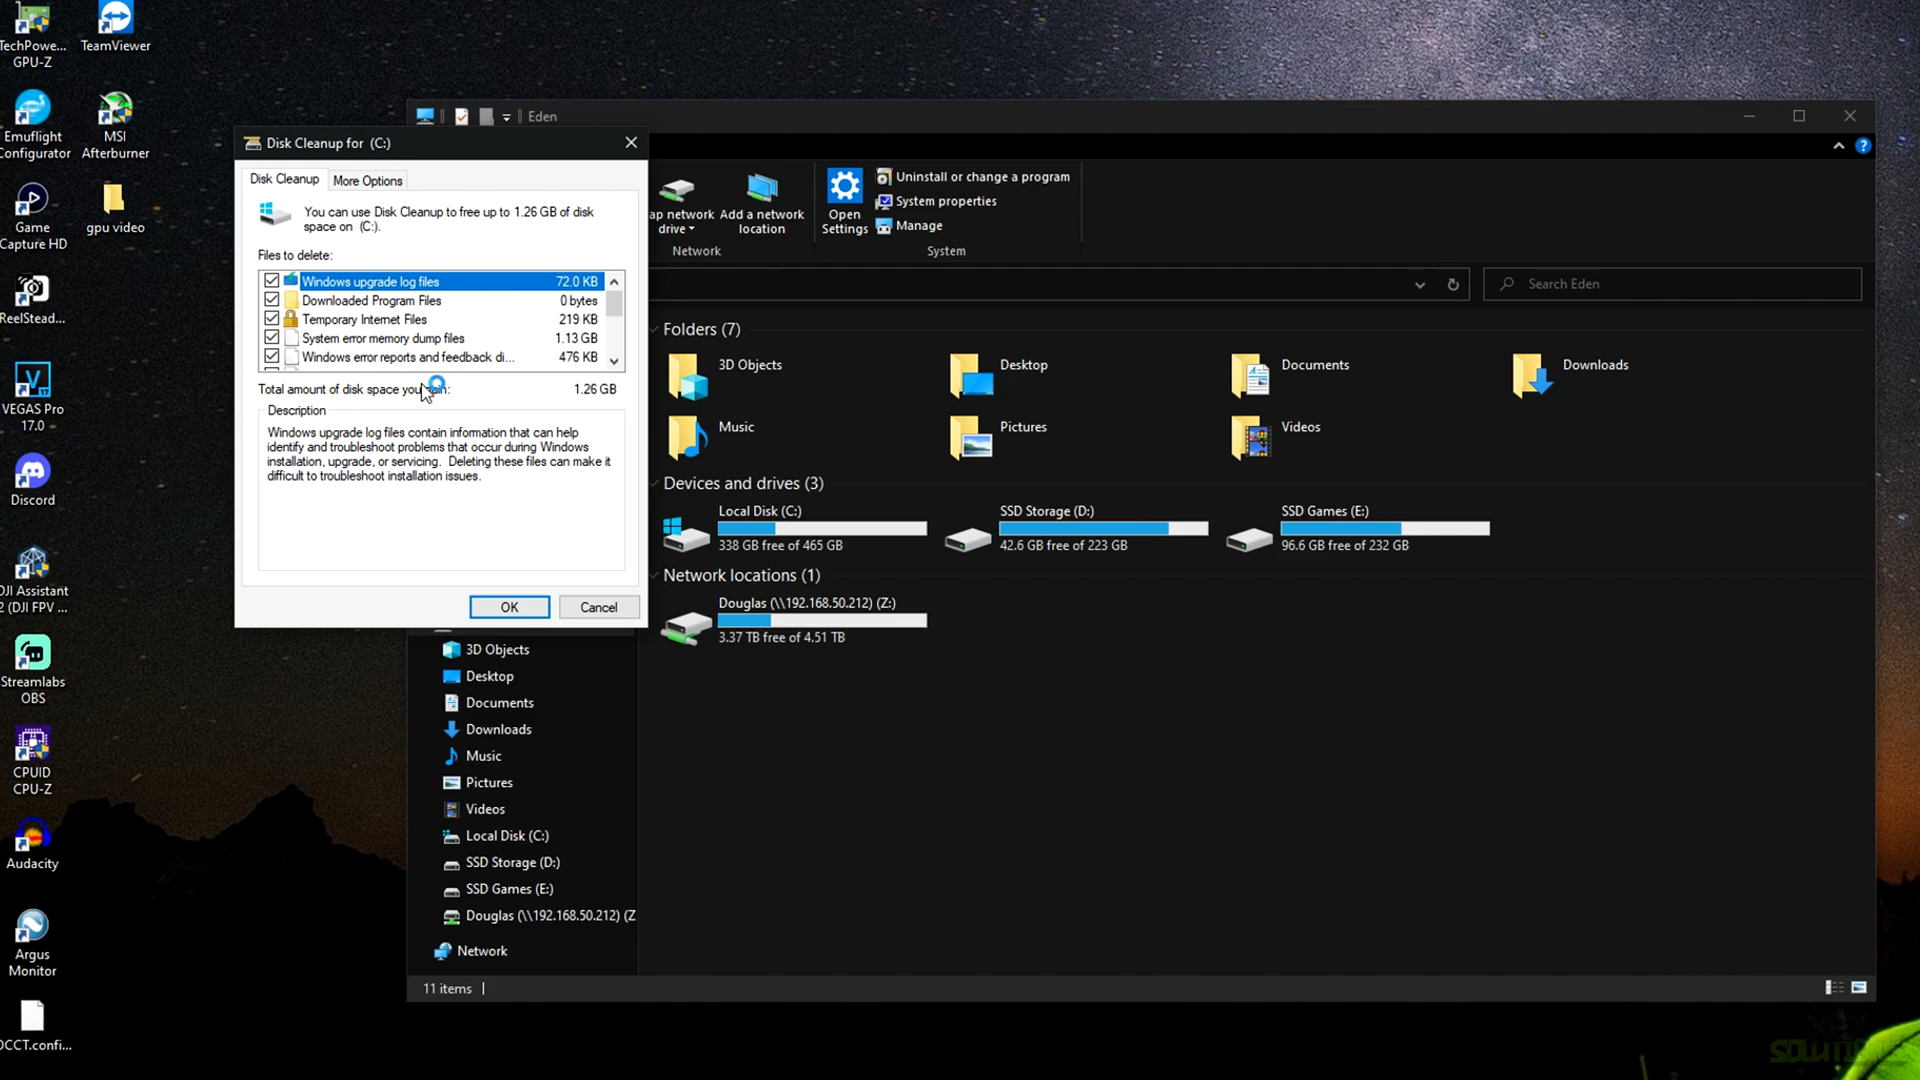 TechPowe...
GPU-Z
TeamViewer
Emuflight
Configurator
MSI
Afterburner
Game
Capture HD
gpu video
ReelStead...
VEGAS Pro
17.0
Discord
DJI Assistant
2 (DJI FPV ...
Streamlabs
OBS
CPUID
CPU-Z
Audacity
Argus
Monitor
OCCT.confi...
Disk Cleanup for (C:)
Disk Cleanup
More Options
You can use Disk Cleanup to free up to 1.26 GB of disk
space on (C:).
Files to delete:
Windows upgrade log files 72.0 KB
Downloaded Program Files 0 bytes
Temporary Internet Files 219 KB
System error memory dump files 1.13 GB
Windows error reports and feedback di... 476 KB
Total amount of disk space you gain: 1.26 GB
Description
Windows upgrade log files contain information that can help
identify and troubleshoot problems that occur during Windows
installation, upgrade, or servicing. Deleting these files can make it
difficult to troubleshoot installation issues.
OK
Cancel
Eden
ap network
drive
Add a network
location
Network
Open
Settings
Uninstall or change a program
System properties
Manage
System
Search Eden
Folders (7)
3D Objects
Desktop
Documents
Downloads
Music
Pictures
Videos
Devices and drives (3)
Local Disk (C:)
338 GB free of 465 GB
SSD Storage (D:)
42.6 GB free of 223 GB
SSD Games (E:)
96.6 GB free of 232 GB
Network locations (1)
Douglas (\\192.168.50.212) (Z:)
3.37 TB free of 4.51 TB
3D Objects
Desktop
Documents
Downloads
Music
Pictures
Videos
Local Disk (C:)
SSD Storage (D:)
SSD Games (E:)
Douglas (\\192.168.50.212) (Z
Network
11 items